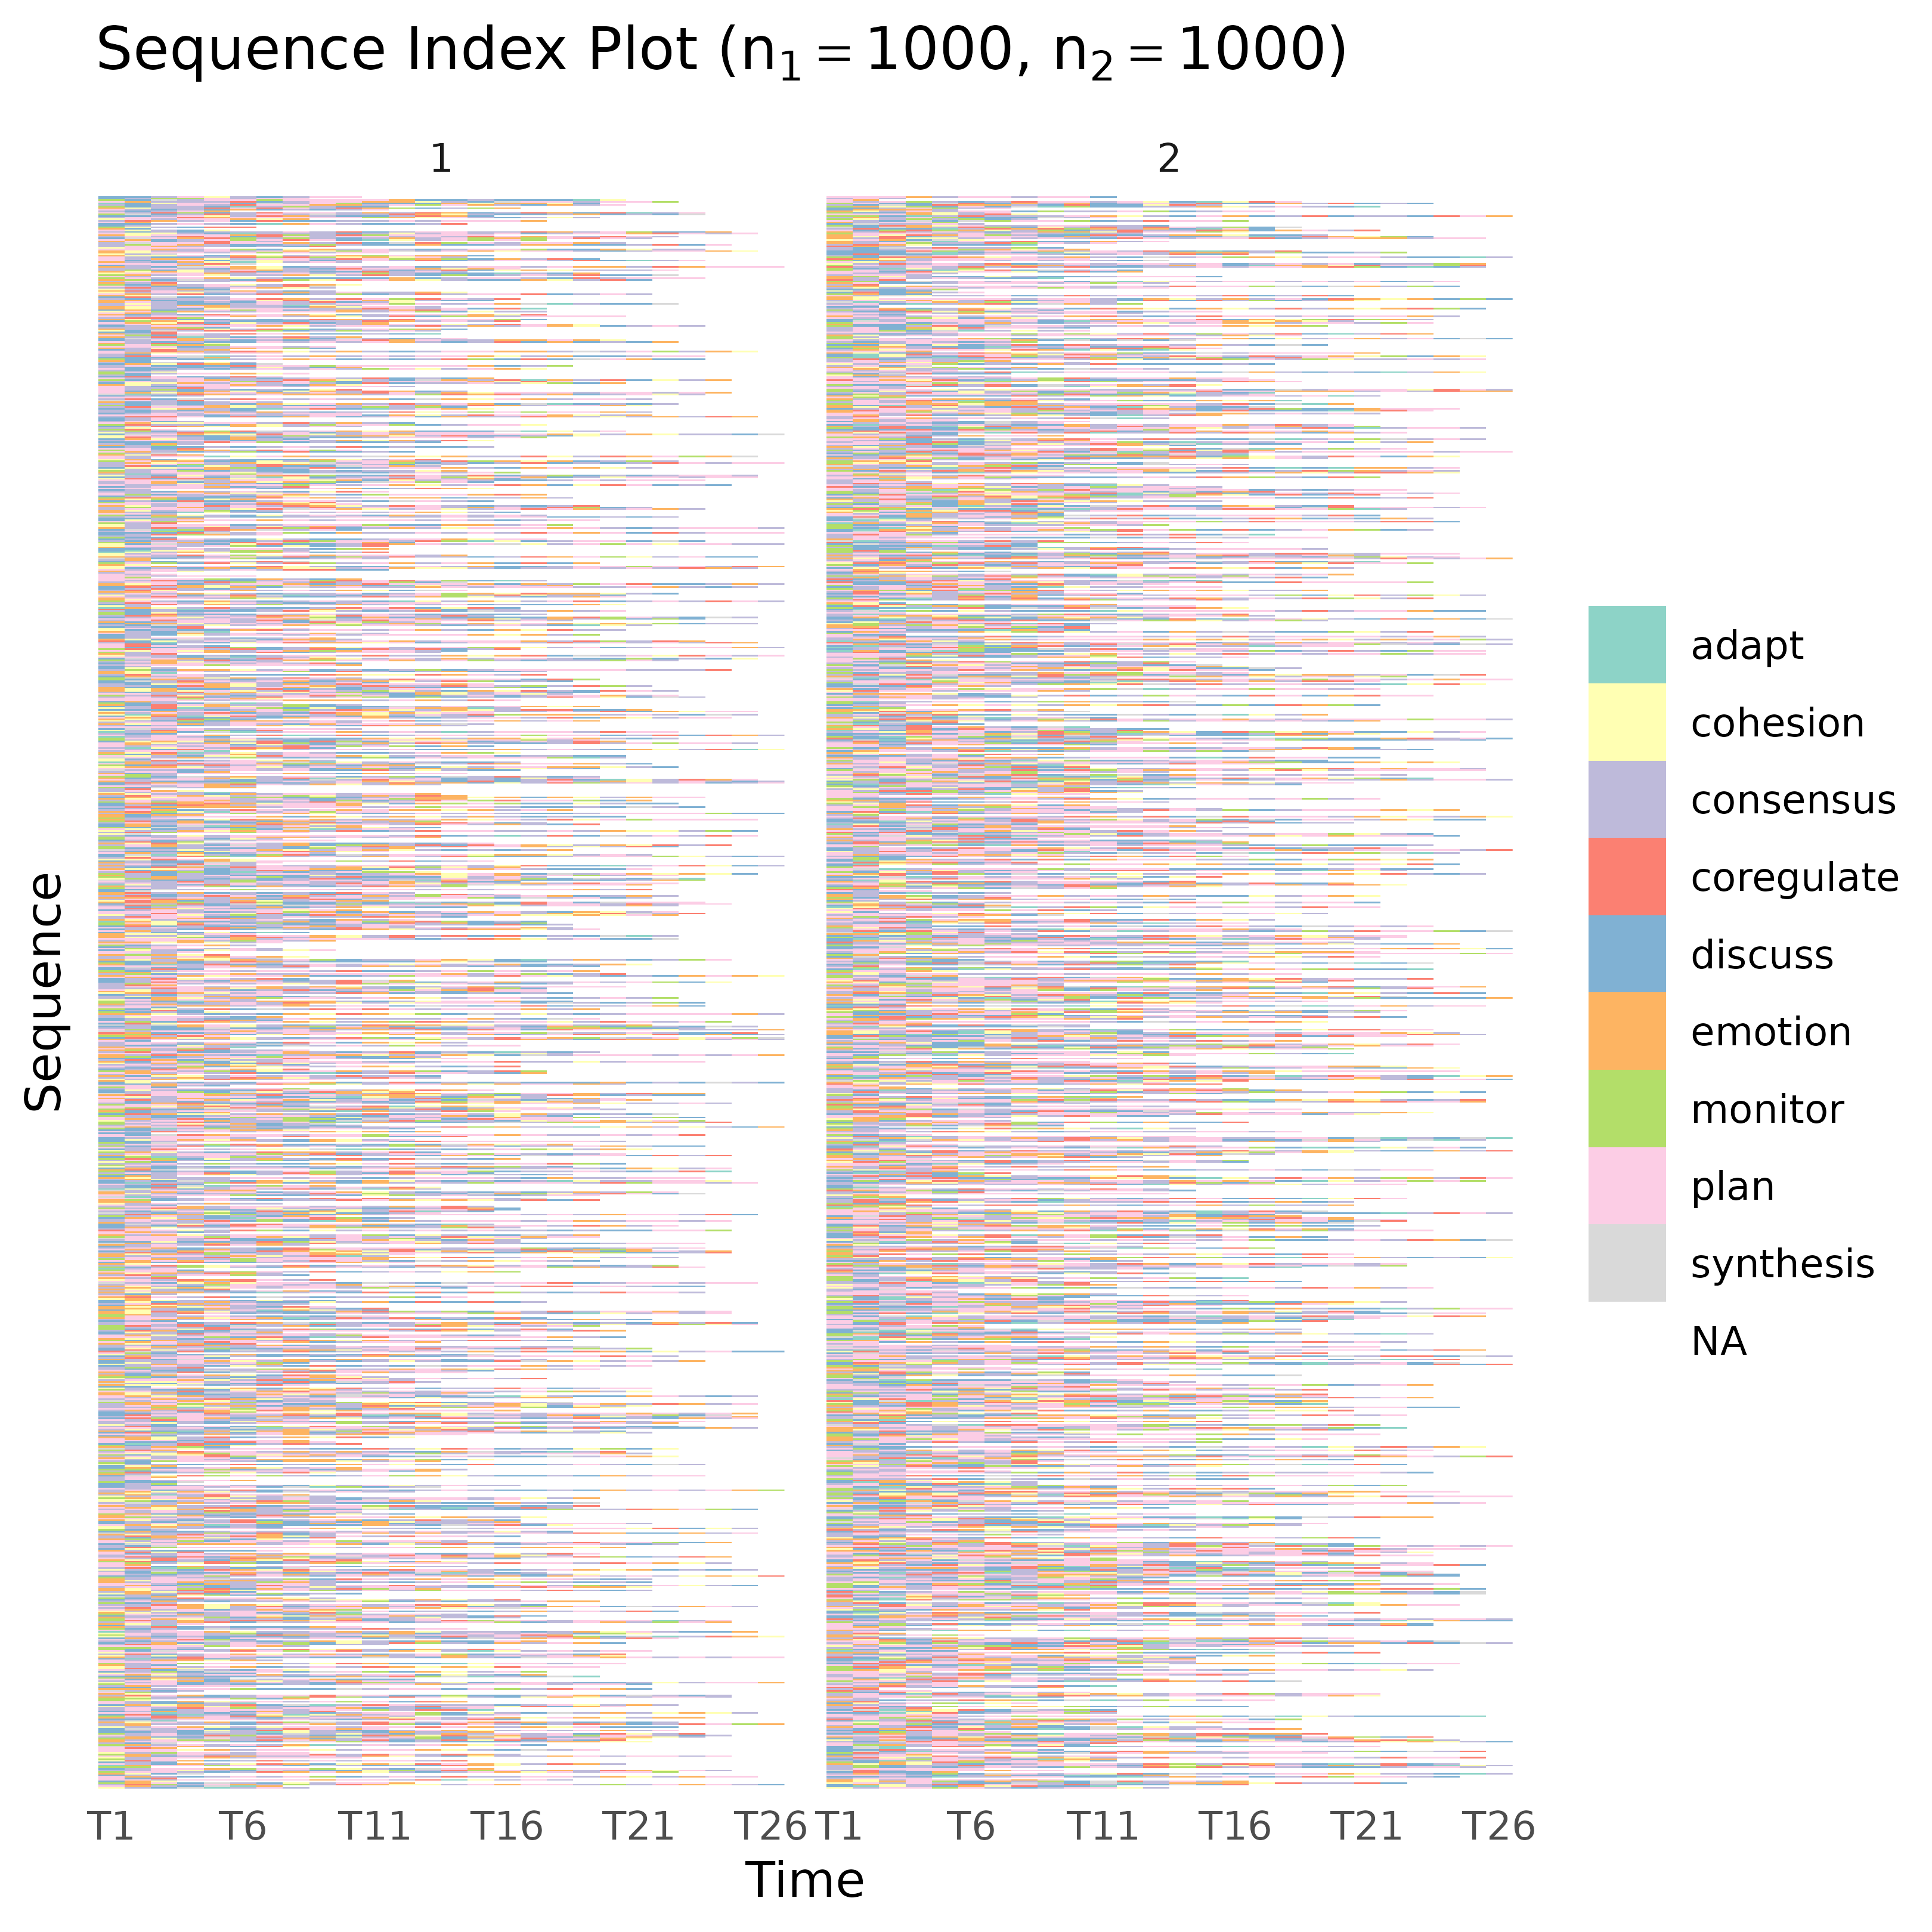 Sequence Index Plot (n₁ = 1000, n₂ = 1000)
1
2
Sequence
adapt
cohesion
consensus
coregulate
discuss
emotion
monitor
plan
synthesis
NA
T1 T6 T11 T16 T21 T26 T1 T6 T11 T16 T21 T26
Time